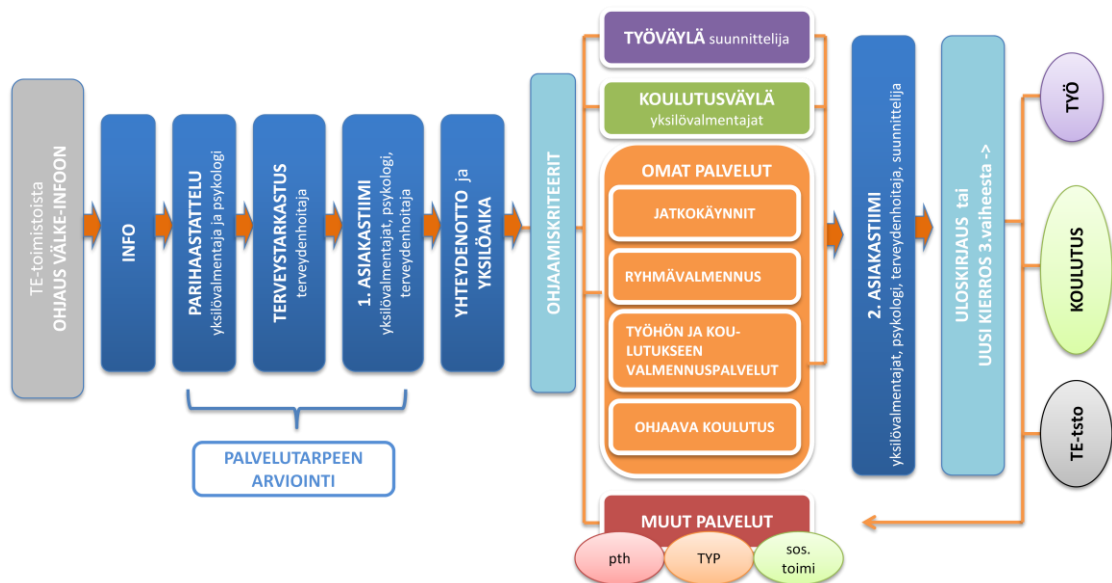 TE-toimistoista
OHJAUS VÄLKE-INFOON
INFO
PARIHAASTATTELU
yksilövalmentaja ja psykologi
TERVEYSTARKASTUS
terveydenhoitaja
1. ASIAKASTIIMI
yksilövalmentajat, psykologi,
terveydenhoitaja
YHTEYDENOTTO ja
YKSILÖAIKA
PALVELUTARPEEN
ARVIOINTI
OHJAAMISKRITEERIT
TYÖVÄYLÄ suunnittelija
KOULUTUSVÄYLÄ
yksilövalmentajat
OMAT PALVELUT
JATKOKÄYNNIT
RYHMÄVALMENNUS
TYÖHÖN JA KOU-
LUTUKSEEN
VALMENNUSPALVELUT
OHJAAVA KOULUTUS
MUUT PALVELUT
pth
TYP
sos.
toimi
2. ASIAKASTIIMI
yksilövalmentajat, psykologi, terveydenhoitaja, suunnittelija
ULOSKIRAUS tai
UUSI KIERROS 3.vaiheesta ->
TYÖ
KOULUTUS
TE-tsto